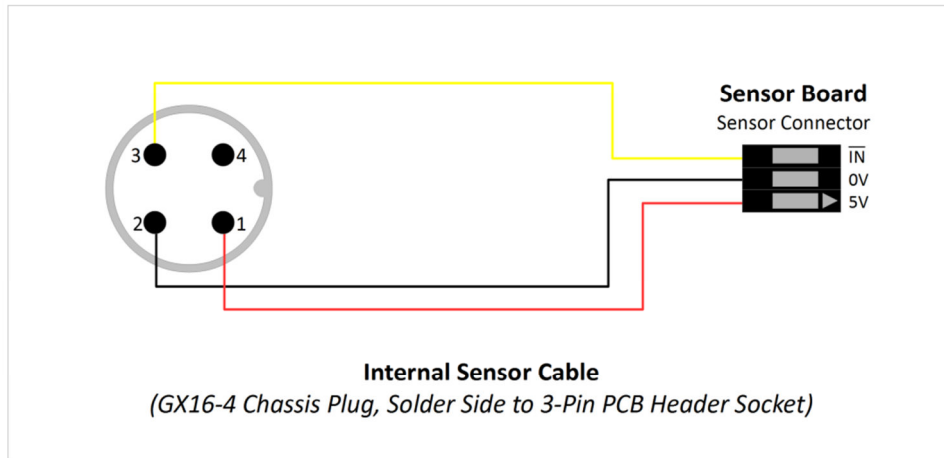 Sensor Board
Sensor Connector
3
4
I̅N̅
0V
5V
2
1
Internal Sensor Cable
(GX16-4 Chassis Plug, Solder Side to 3-Pin PCB Header Socket)